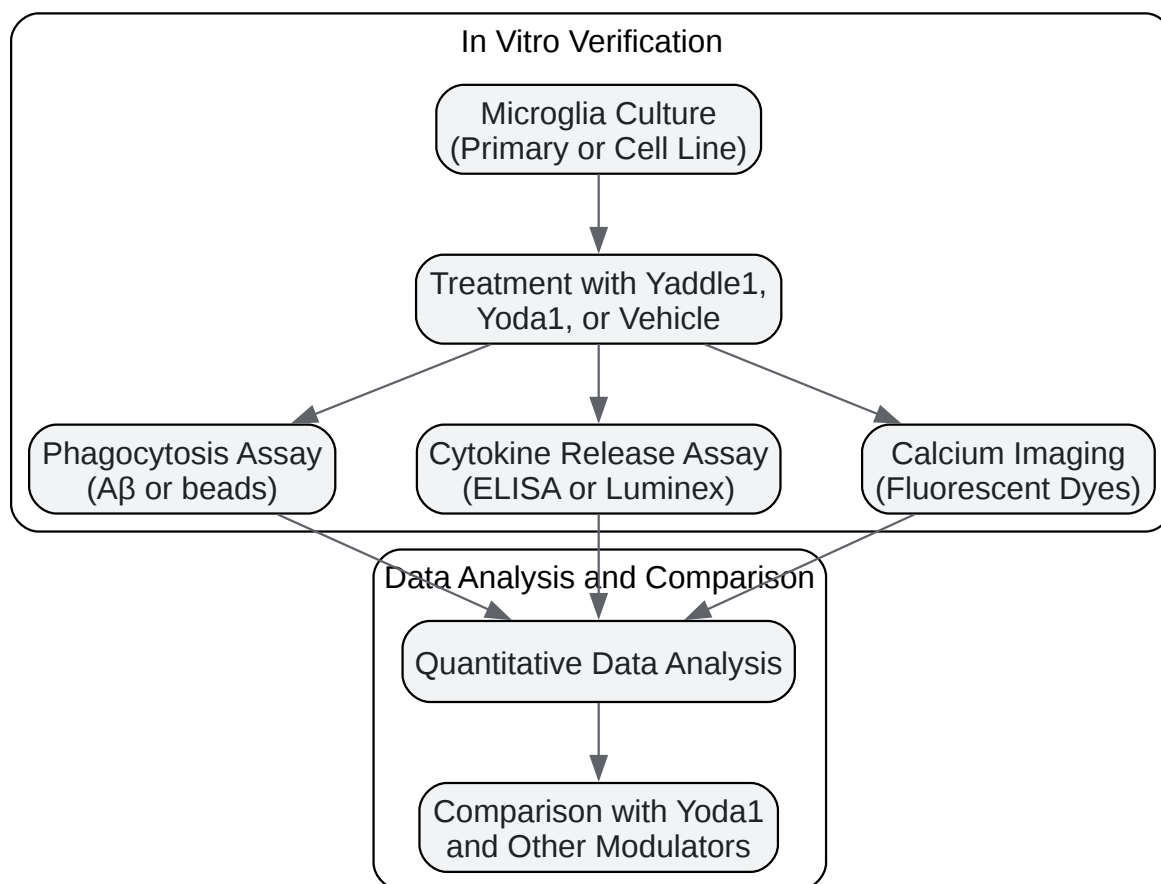 In Vitro Verification
Microglia Culture
(Primary or Cell Line)
Treatment with Yaddle1,
Yoda1, or Vehicle
Phagocytosis Assay
(Aβ or beads)
Cytokine Release Assay
(ELISA or Luminex)
Calcium Imaging
(Fluorescent Dyes)
Data Analysis and Comparison
Quantitative Data Analysis
Comparison with Yoda1
and Other Modulators